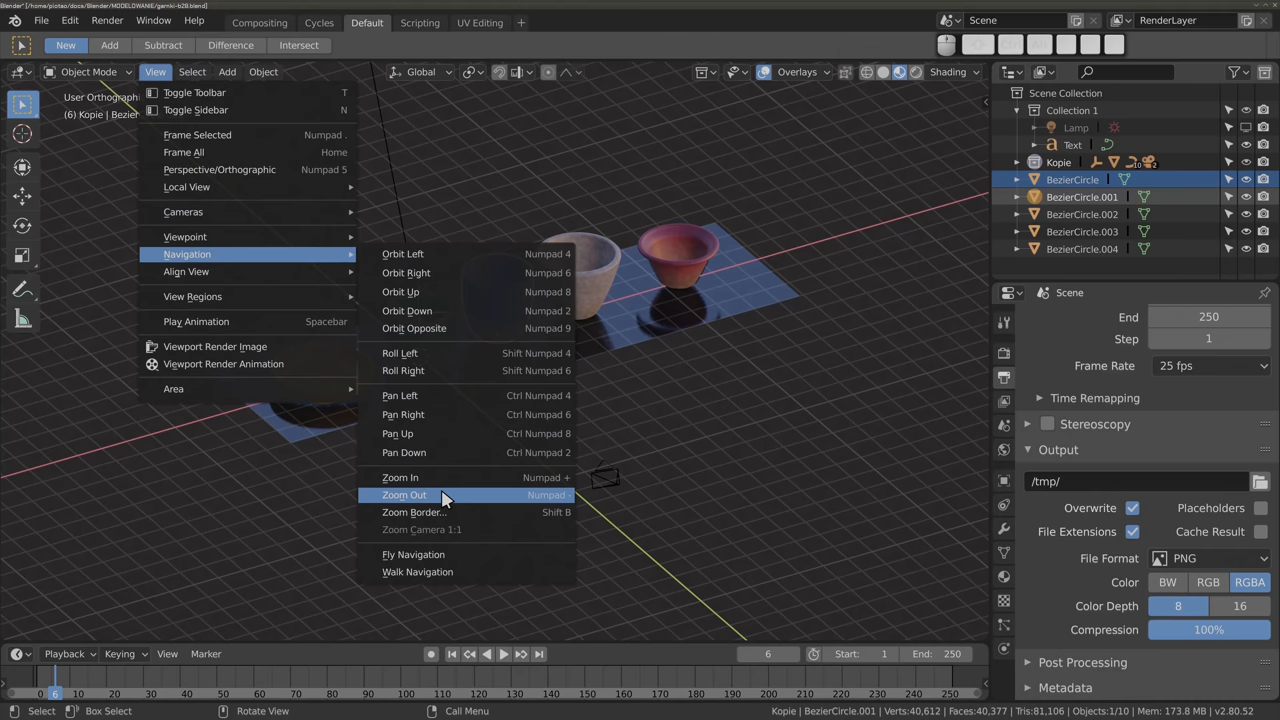 Blender* [/home/piotao/docs/Blender/MODELOWANIE/garnki-b28.blend]
File Edit Render Window Help
Compositing Cycles Default Scripting UV Editing +
Scene
RenderLayer
New Add Subtract Difference Intersect
Ctrl Alt
Object Mode View Select Add Object
Global
Overlays
Shading
User Orthographi
(6) Kopie | Bezier
Toggle Toolbar T
Toggle Sidebar N
Frame Selected Numpad .
Frame All Home
Perspective/Orthographic Numpad 5
Local View
Cameras
Viewpoint
Navigation
Align View
View Regions
Play Animation Spacebar
Viewport Render Image
Viewport Render Animation
Area
Orbit Left Numpad 4
Orbit Right Numpad 6
Orbit Up Numpad 8
Orbit Down Numpad 2
Orbit Opposite Numpad 9
Roll Left Shift Numpad 4
Roll Right Shift Numpad 6
Pan Left Ctrl Numpad 4
Pan Right Ctrl Numpad 6
Pan Up Ctrl Numpad 8
Pan Down Ctrl Numpad 2
Zoom In Numpad +
Zoom Out Numpad -
Zoom Border... Shift B
Zoom Camera 1:1
Fly Navigation
Walk Navigation
Scene Collection
Collection 1
Lamp
Text
Kopie 10 2
BezierCircle
BezierCircle.001
BezierCircle.002
BezierCircle.003
BezierCircle.004
Scene
End 250
Step 1
Frame Rate 25 fps
Time Remapping
Stereoscopy
Output
/tmp/
Overwrite Placeholders
File Extensions Cache Result
File Format PNG
Color BW RGB RGBA
Color Depth 8 16
Compression 100%
Post Processing
Metadata
Playback Keying View Marker
6
Start: 1 End: 250
0 6 10 20 30 40 50 60 70 80 90 100 110 120 130 140 150 160 170 180 190 200 210 220 230 240 250
Select Box Select Rotate View Call Menu
Kopie | BezierCircle.001 | Verts:40,612 | Faces:40,377 | Tris:81,106 | Objects:1/10 | Mem: 173.8 MB | v2.80.52